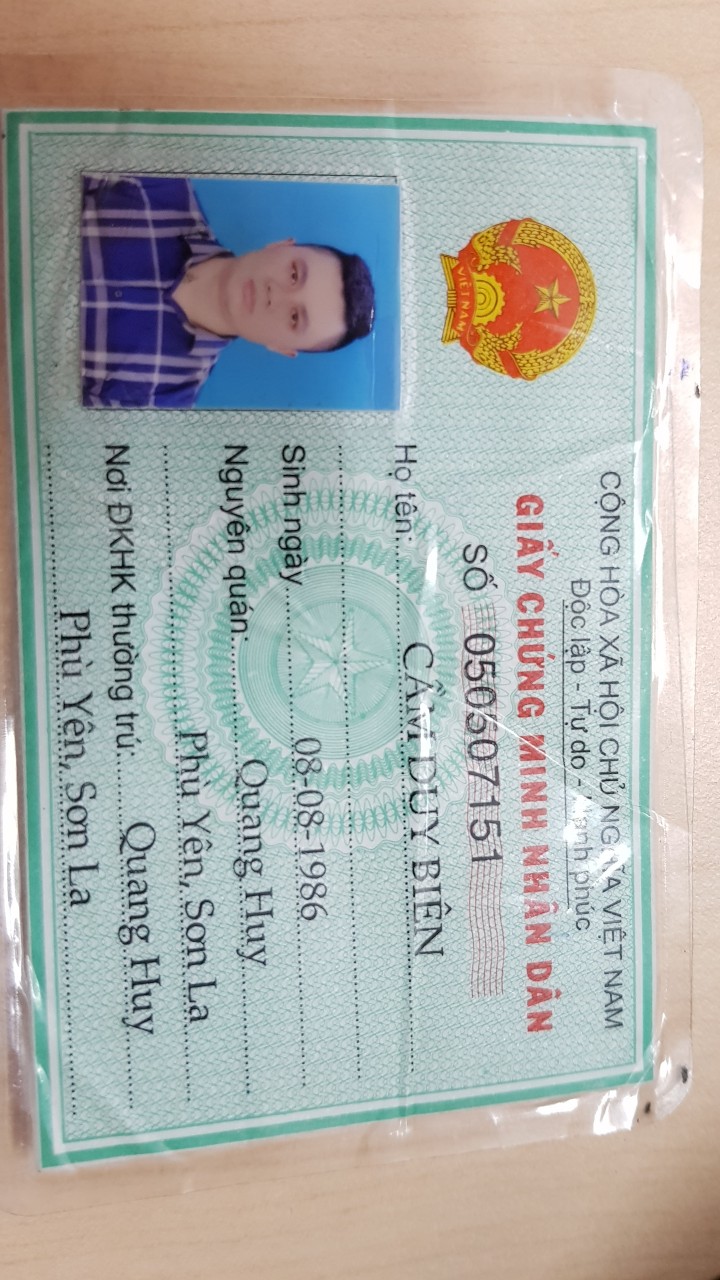 CỘNG HÒA XÃ HỘI CHỦ NGHĨA VIỆT NAM
Độc lập - Tự do - Hạnh phúc
GIẤY CHỨNG MINH NHÂN DÂN
SỐ 050507151
Họ tên: CẦM DUY BIÊN
Sinh ngày 08-08-1986
Nguyên quán: Quang Huy
Phù Yên, Sơn La
Nơi ĐKHK thường trú: Quang Huy
Phù Yên, Sơn La
VIỆT NAM